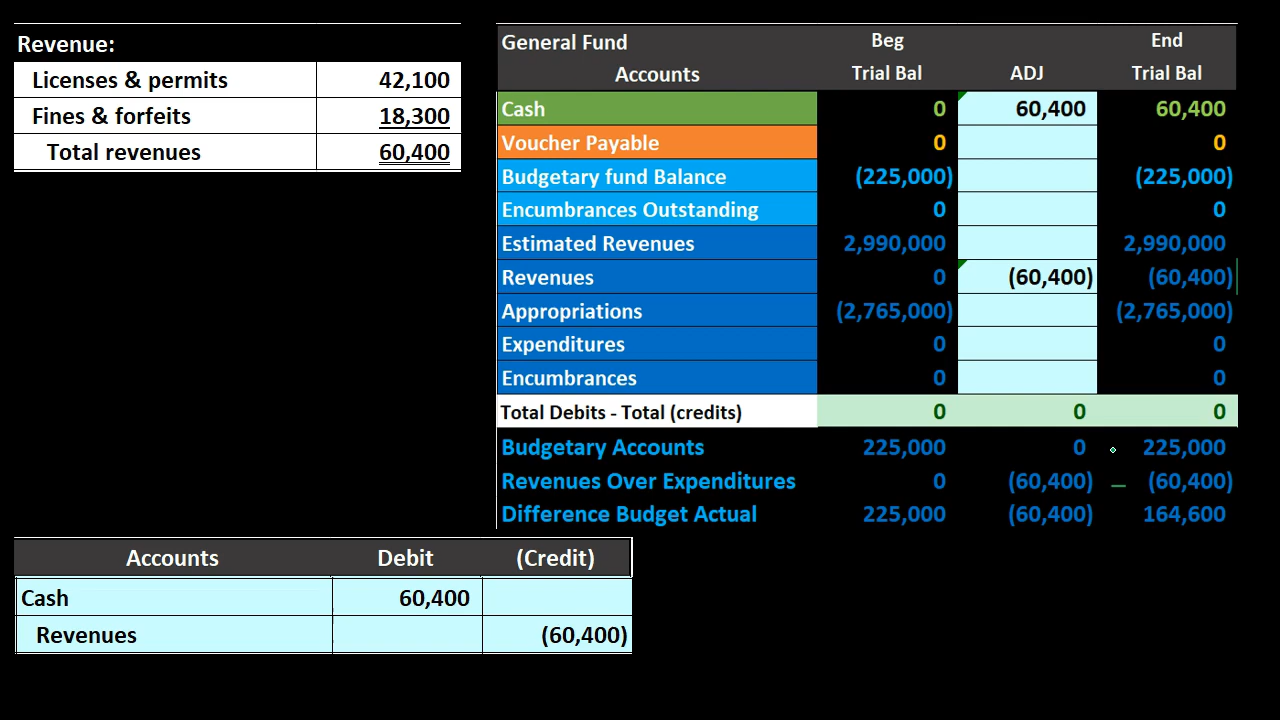 Revenue:
Licenses & permits 42,100
Fines & forfeits 18,300
Total revenues 60,400
General Fund Beg End
Accounts Trial Bal ADJ Trial Bal
Cash 0 60,400 60,400
Voucher Payable 0 0
Budgetary fund Balance (225,000) (225,000)
Encumbrances Outstanding 0 0
Estimated Revenues 2,990,000 2,990,000
Revenues 0 (60,400) (60,400)
Appropriations (2,765,000) (2,765,000)
Expenditures 0 0
Encumbrances 0 0
Total Debits - Total (credits) 0 0 0
Budgetary Accounts 225,000 0 225,000
Revenues Over Expenditures 0 (60,400) (60,400)
Difference Budget Actual 225,000 (60,400) 164,600
Accounts Debit (Credit)
Cash 60,400
Revenues (60,400)